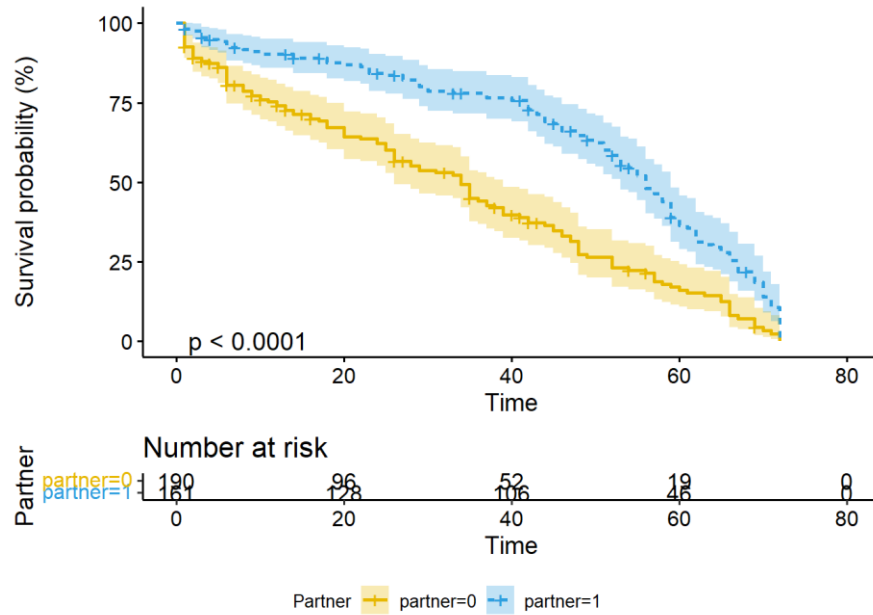 Survival probability (%)
100
75
50
25
0
p < 0.0001
0 20 40 60 80
Time
Number at risk
Partner
partner=0 190 96 52 19 0
partner=1 161 128 106 46 0
0 20 40 60 80
Time
Partner partner=0 partner=1